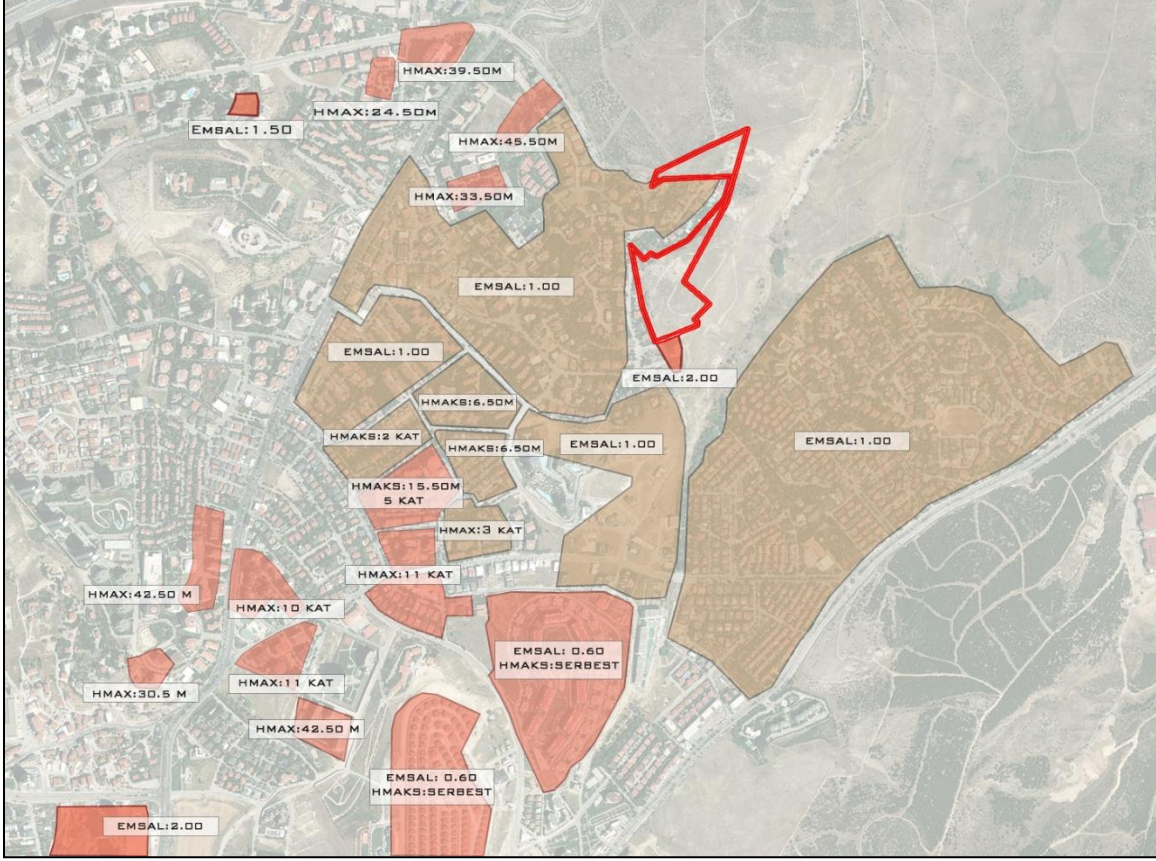 HMAX:39.50M
HMAX:24.50M
EMSAL:1.50
HMAX:45.50M
HMAX:33.50M
EMSAL:1.00
EMSAL:1.00
EMSAL:2.00
HMAKS:6.50M
HMAKS:2 KAT
HMAKS:6.50M
EMSAL:1.00
EMSAL:1.00
HMAKS:15.50M
5 KAT
HMAX:3 KAT
HMAX:11 KAT
HMAX:42.50 M
HMAX:10 KAT
EMSAL: 0.60
HMAKS:SERBEST
HMAX:30.5 M
HMAX:11 KAT
HMAX:42.50 M
EMSAL: 0.60
HMAKS:SERBEST
EMSAL:2.00